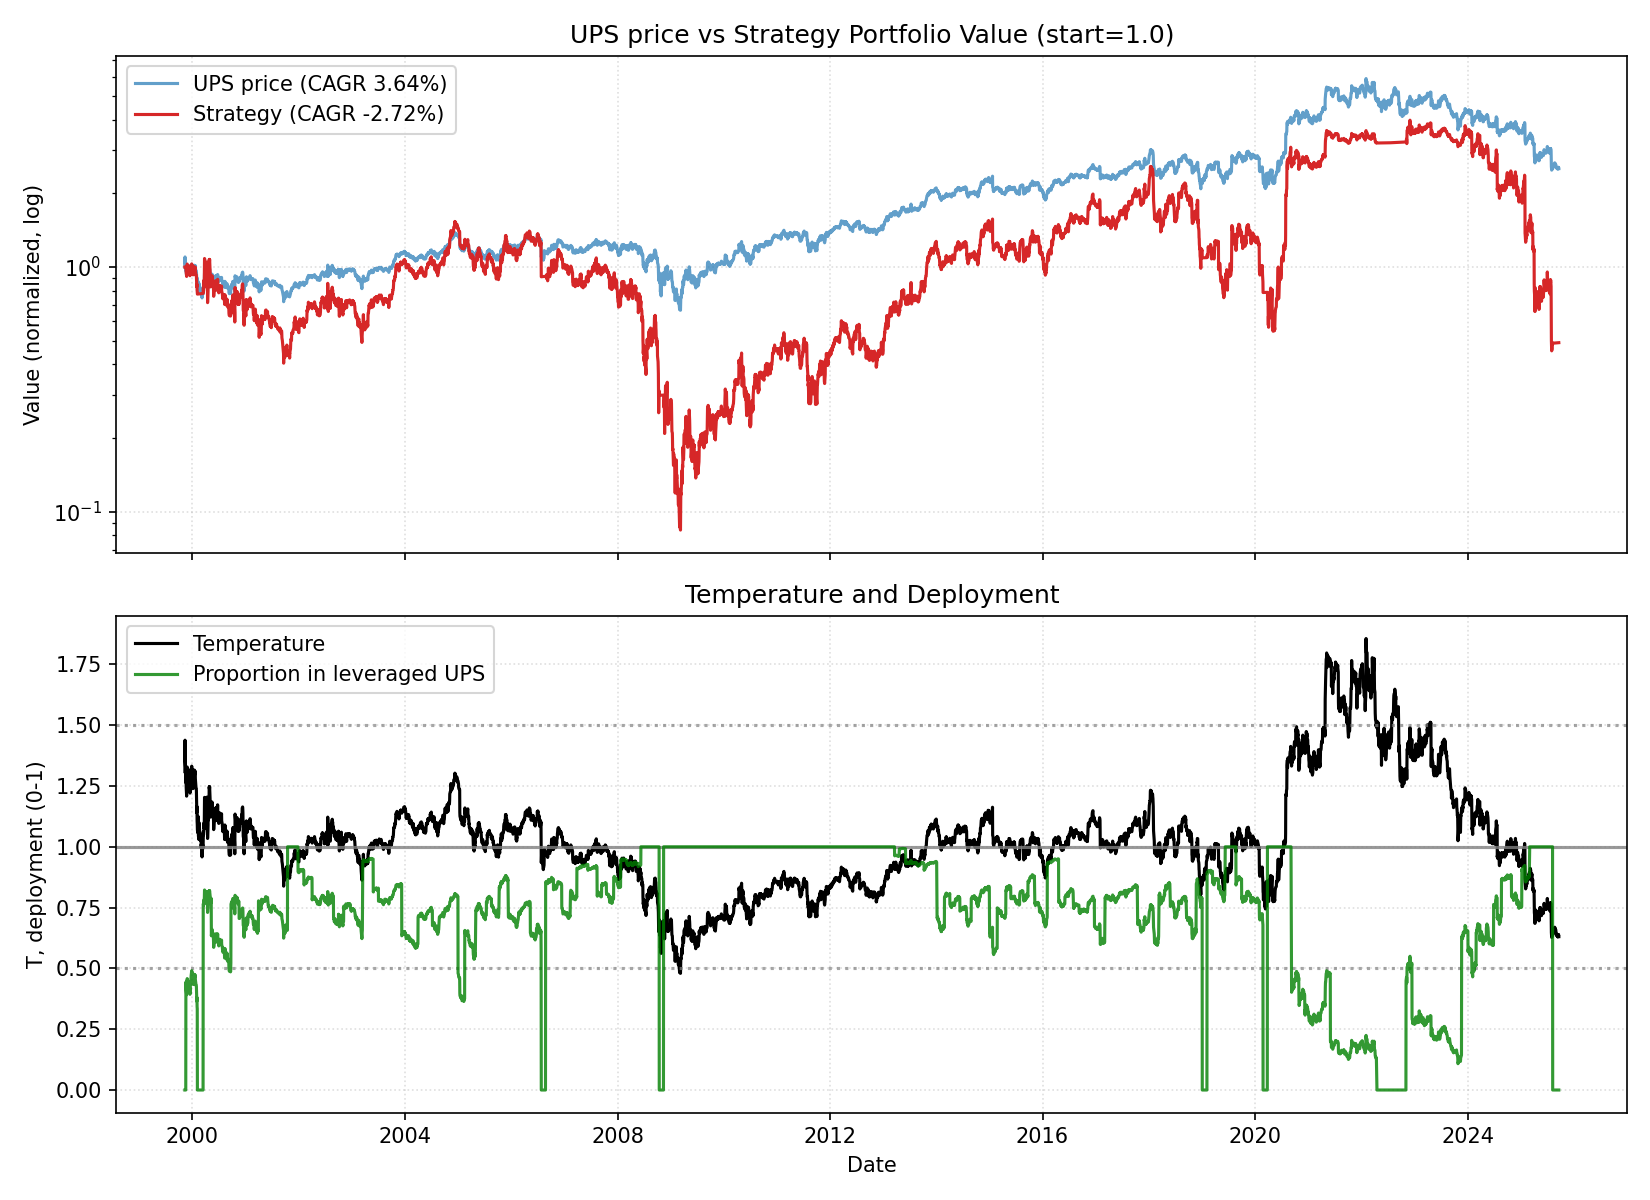 UPS price vs Strategy Portfolio Value (start=1.0)
UPS price (CAGR 3.64%)
Strategy (CAGR -2.72%)
Value (normalized, log)
10⁰
10⁻¹
Temperature and Deployment
Temperature
Proportion in leveraged UPS
T, deployment (0-1)
1.75
1.50
1.25
1.00
0.75
0.50
0.25
0.00
2000 2004 2008 2012 2016 2020 2024
Date